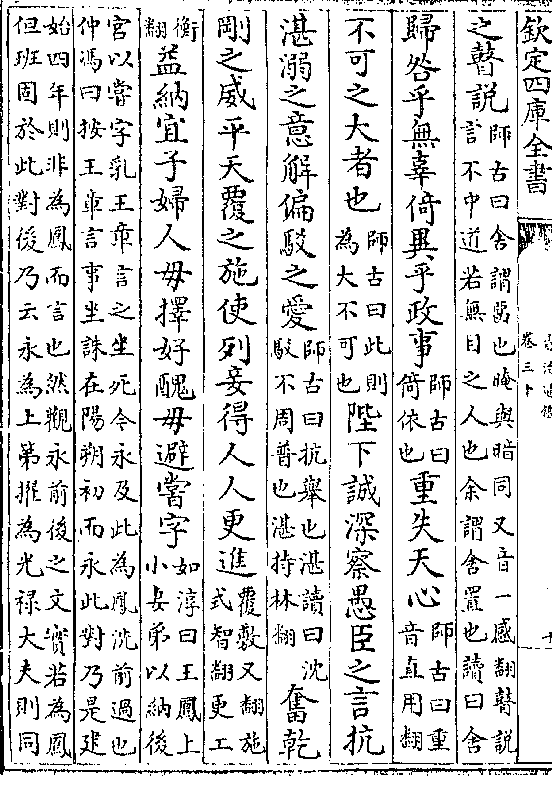 欽定四庫全書
資治通鑑
卷三十
十
之瞽說師古曰舍謂畱也晻與暗同又音一感翻瞽說
言不中道若無目之人也余謂舍置也讀曰舍
歸咎乎無辜倚異乎政事師古曰倚依也重失天心師古曰重音直用翻
不可之大者也師古曰此則為大不可也陛下誠深察愚臣之言抗
湛溺之意解偏駁之愛師古曰抗舉也湛讀曰沈駁不周普也湛持林翻奮乾
剛之威平天覆之施使列妾得人人更進覆敷又翻施式智翻更工
衡翻益納宜子婦人毋擇好醜毋避嘗字如淳曰王鳳上小妻弟以納後
宮以嘗字乳王章言之坐死今永及此為鳳洗前過也
仲馮曰按王章言事坐誅在陽朔初而永此對乃是建
始四年則非為鳳而言也然觀永前後之文實若為鳳
但班固於此對後乃云永為上第擢為光禄大夫則同